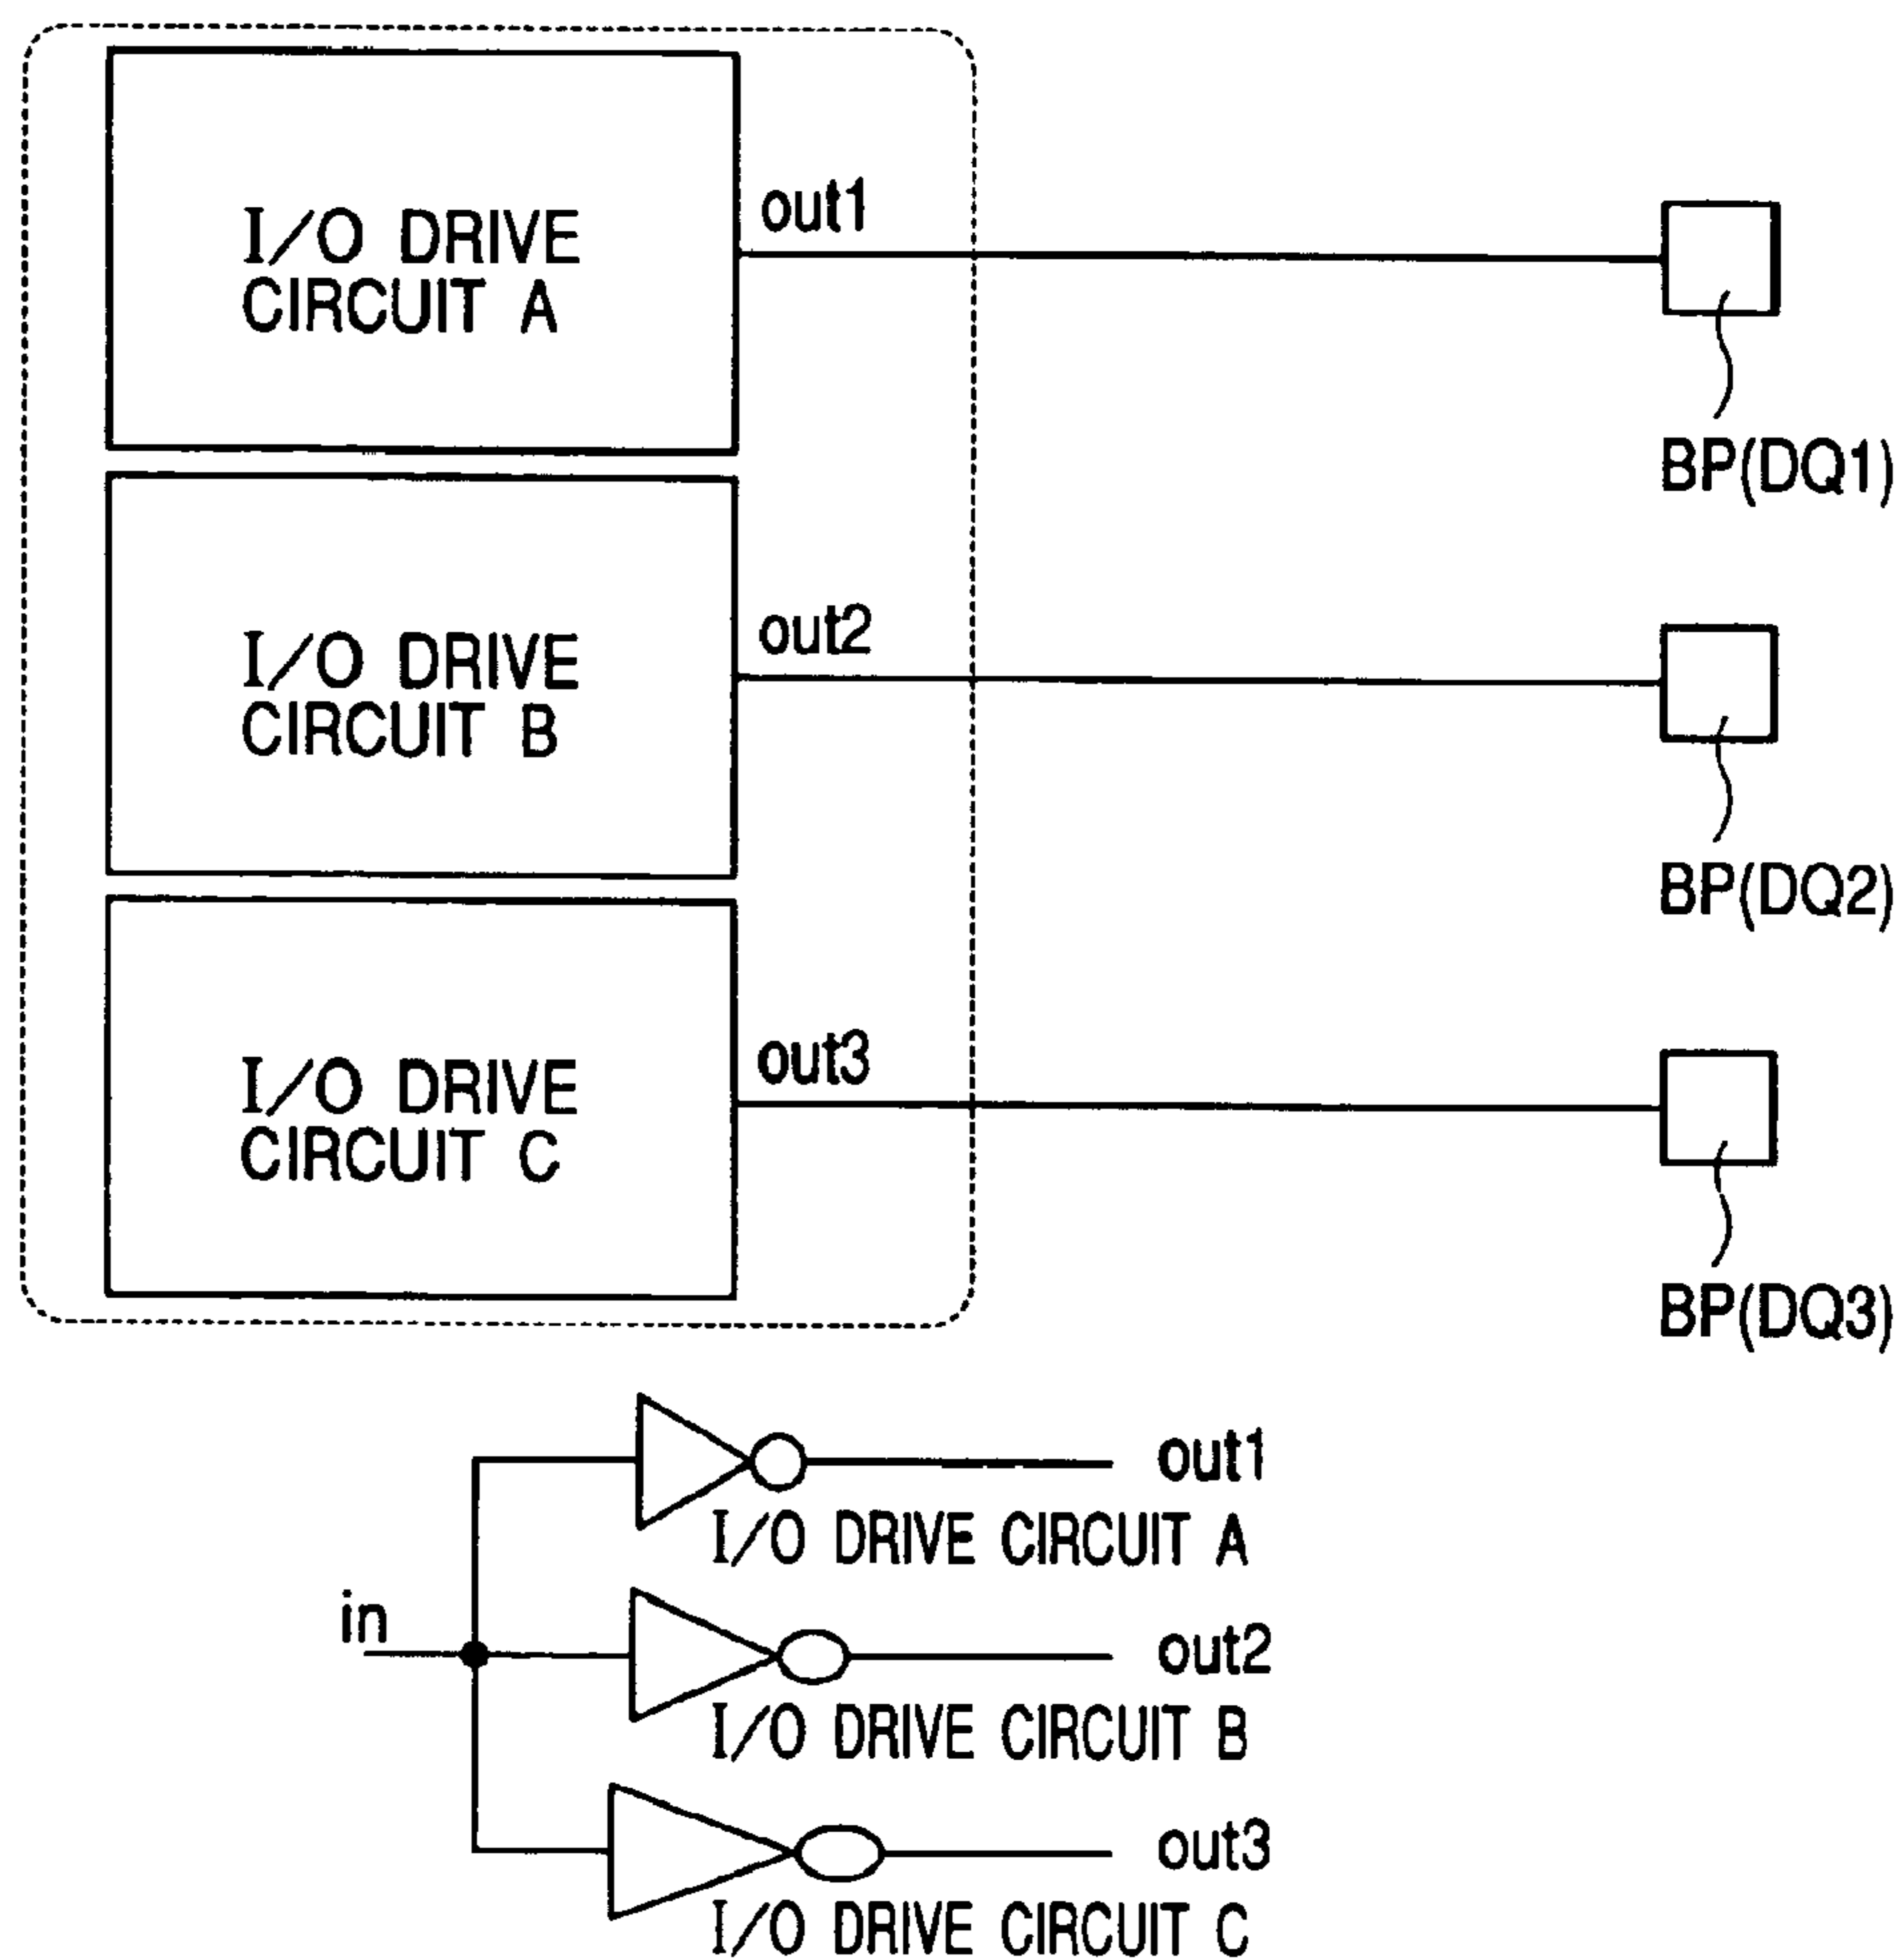 out1
I/O DRIVE
CIRCUIT A
BP(DQ1)
out2
I/O DRIVE
CIRCUIT B
BP(DQ2)
out3
I/O DRIVE
CIRCUIT C
BP(DQ3)
out1
I/O DRIVE CIRCUIT A
in
out2
I/O DRIVE CIRCUIT B
out3
I/O DRIVE CIRCUIT C